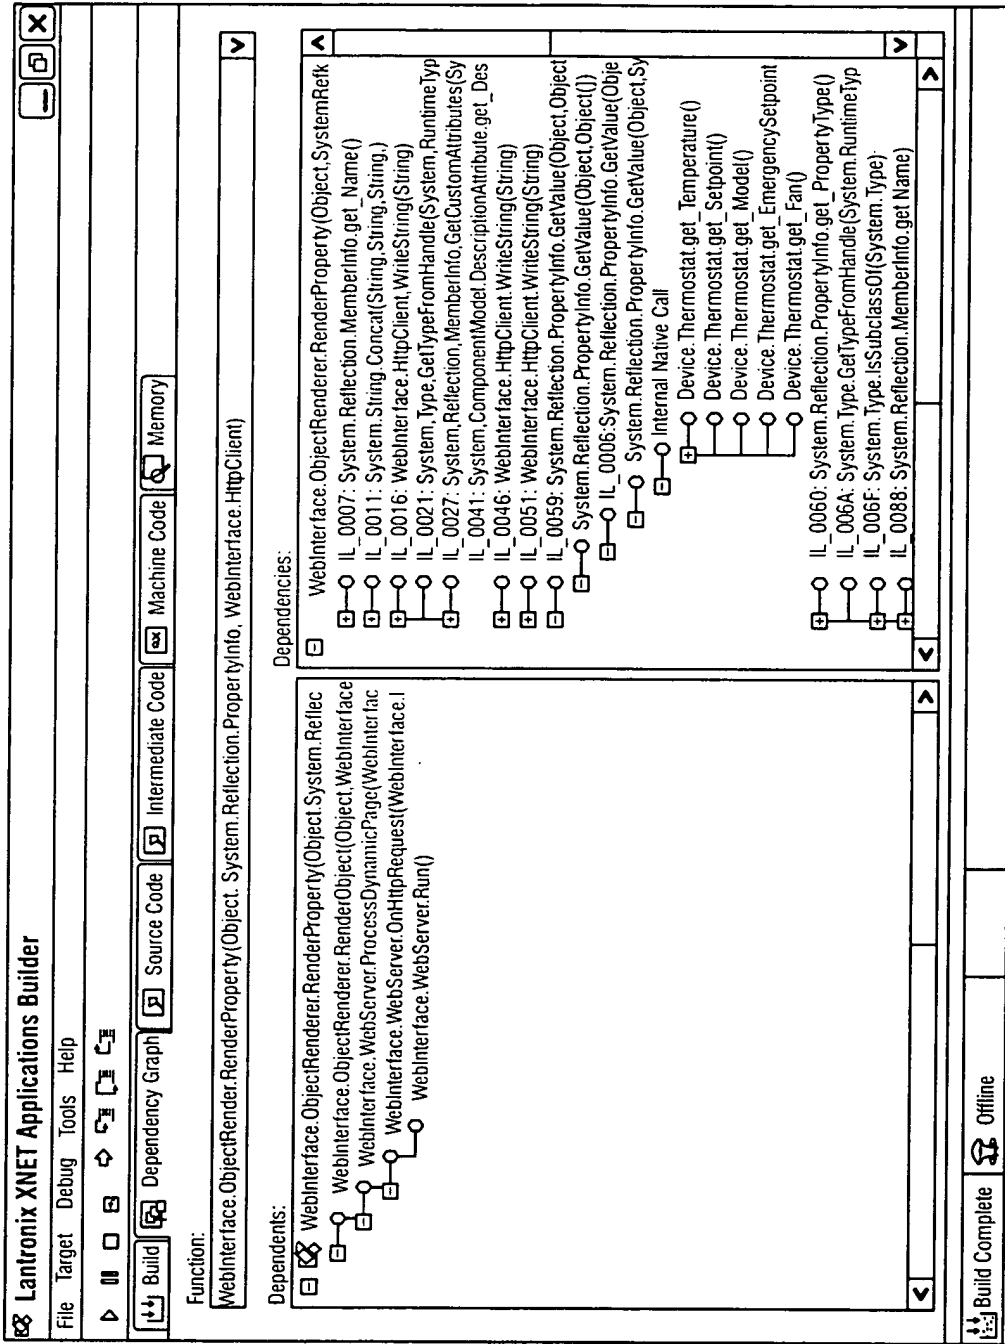 Lantronix XNET Applications Builder
File Target Debug Tools Help
Build Dependency Graph Source Code Intermediate Code Machine Code Memory
Function:
WebInterface.ObjectRender.RenderProperty(Object. System.Reflection.PropertyInfo, WebInterface.HttpClient)
Dependents:
WebInterface.ObjectRenderer.RenderProperty(Object.System.Reflec
WebInterface.ObjectRenderer.RenderObject(Object,WebInterface
WebInterface.WebServer.ProcessDynamicPage(WebInterfac
WebInterface.WebServer.OnHttpRequest(WebInterface.I
WebInterface.WebServer.Run()
Dependencies:
WebInterface.ObjectRenderer.RenderProperty(Object,SystemRefk
IL_0007: System.Reflection.MemberInfo.get_Name()
IL_0011: System.String.Concat(String,String,String.)
IL_0016: WebInterface.HttpClient,WriteString(String)
IL_0021: System,Type,GetTypeFromHandle(System,RuntimeTyp
IL_0027: System,Reflection,MemberInfo,GetCustomAttributes(Sy
IL_0041: System,ComponentModel.DescriptionAttribute.get_Des
IL_0046: WebInterface.HttpClient.WriteString(String)
IL_0051: WebInterface.HttpClient.WriteString(String)
IL_0059: System.Reflection.PropertyInfo.GetValue(Object,Object
System.Reflection.PropertyInfo.GetValue(Object,Object())
IL_0006:System.Reflection.PropertyInfo.GetValue(Obje
System.Reflection.PropertyInfo.GetValue(Object,Sy
Internal Native Call
Device.Thermostat.get_Temperature()
Device.Thermostat.get_Setpoint()
Device.Thermostat.get_Model()
Device.Thermostat.get_EmergencySetpoint
Device.Thermostat.get_Fan()
IL_0060: System.Reflection.PropertyInfo.get_PropertyType()
IL_006A: System.Type.GetTypeFromHandle(System.RuntimeTyp
IL_006F: System.Type.IsSubclassOf(System.Type)
IL_0088: System.Reflection.MemberInfo.get Name)
Build Complete Offline